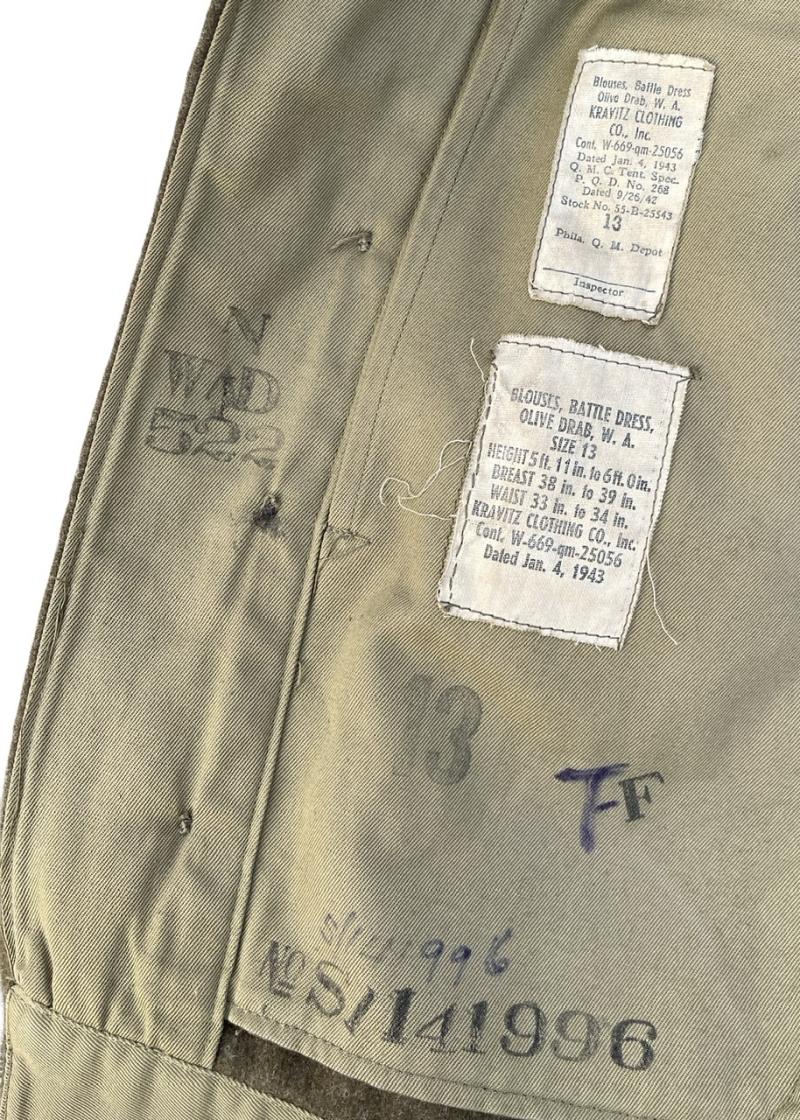 Blouses, Battle Dress
Olive Drab, W. A.
KRAVITZ CLOTHING
CO., Inc.
Cont. W-669-qm-25056
Dated Jan. 4, 1943
Q. M. C. Tent. Spec.
P. Q. D. No. 268
Dated 9/26/42
Stock No. 55-B-25543
13
Phila. Q. M. Depot
Inspector
N
W D
522
BLOUSES, BATTLE DRESS,
OLIVE DRAB, W. A.
SIZE 13
HEIGHT 5 ft. 11 in. to 6 ft. 0 in.
BREAST 38 in. to 39 in.
WAIST 33 in. to 34 in.
KRAVITZ CLOTHING CO., Inc.
Cont. W-669-qm-25056
Dated Jan. 4, 1943
13
F
S/141996
No S/141996